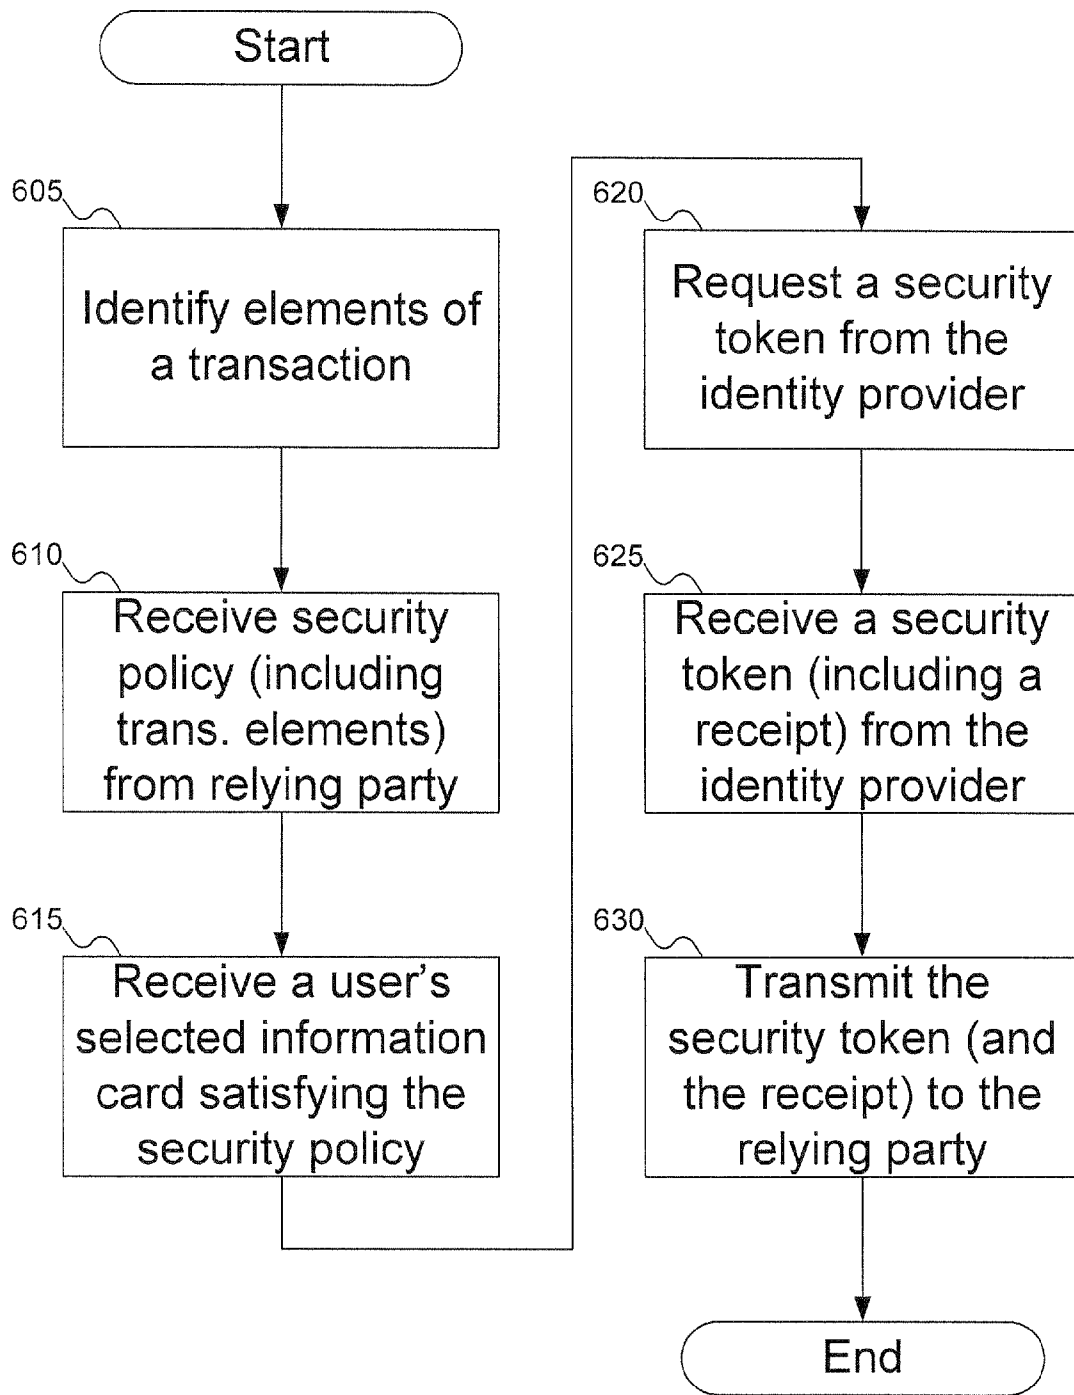 Start
605
Identify elements of
a transaction
610
Receive security
policy (including
trans. elements)
from relying party
615
Receive a user's
selected information
card satisfying the
security policy
620
Request a security
token from the
identity provider
625
Receive a security
token (including a
receipt) from the
identity provider
630
Transmit the
security token (and
the receipt) to the
relying party
End